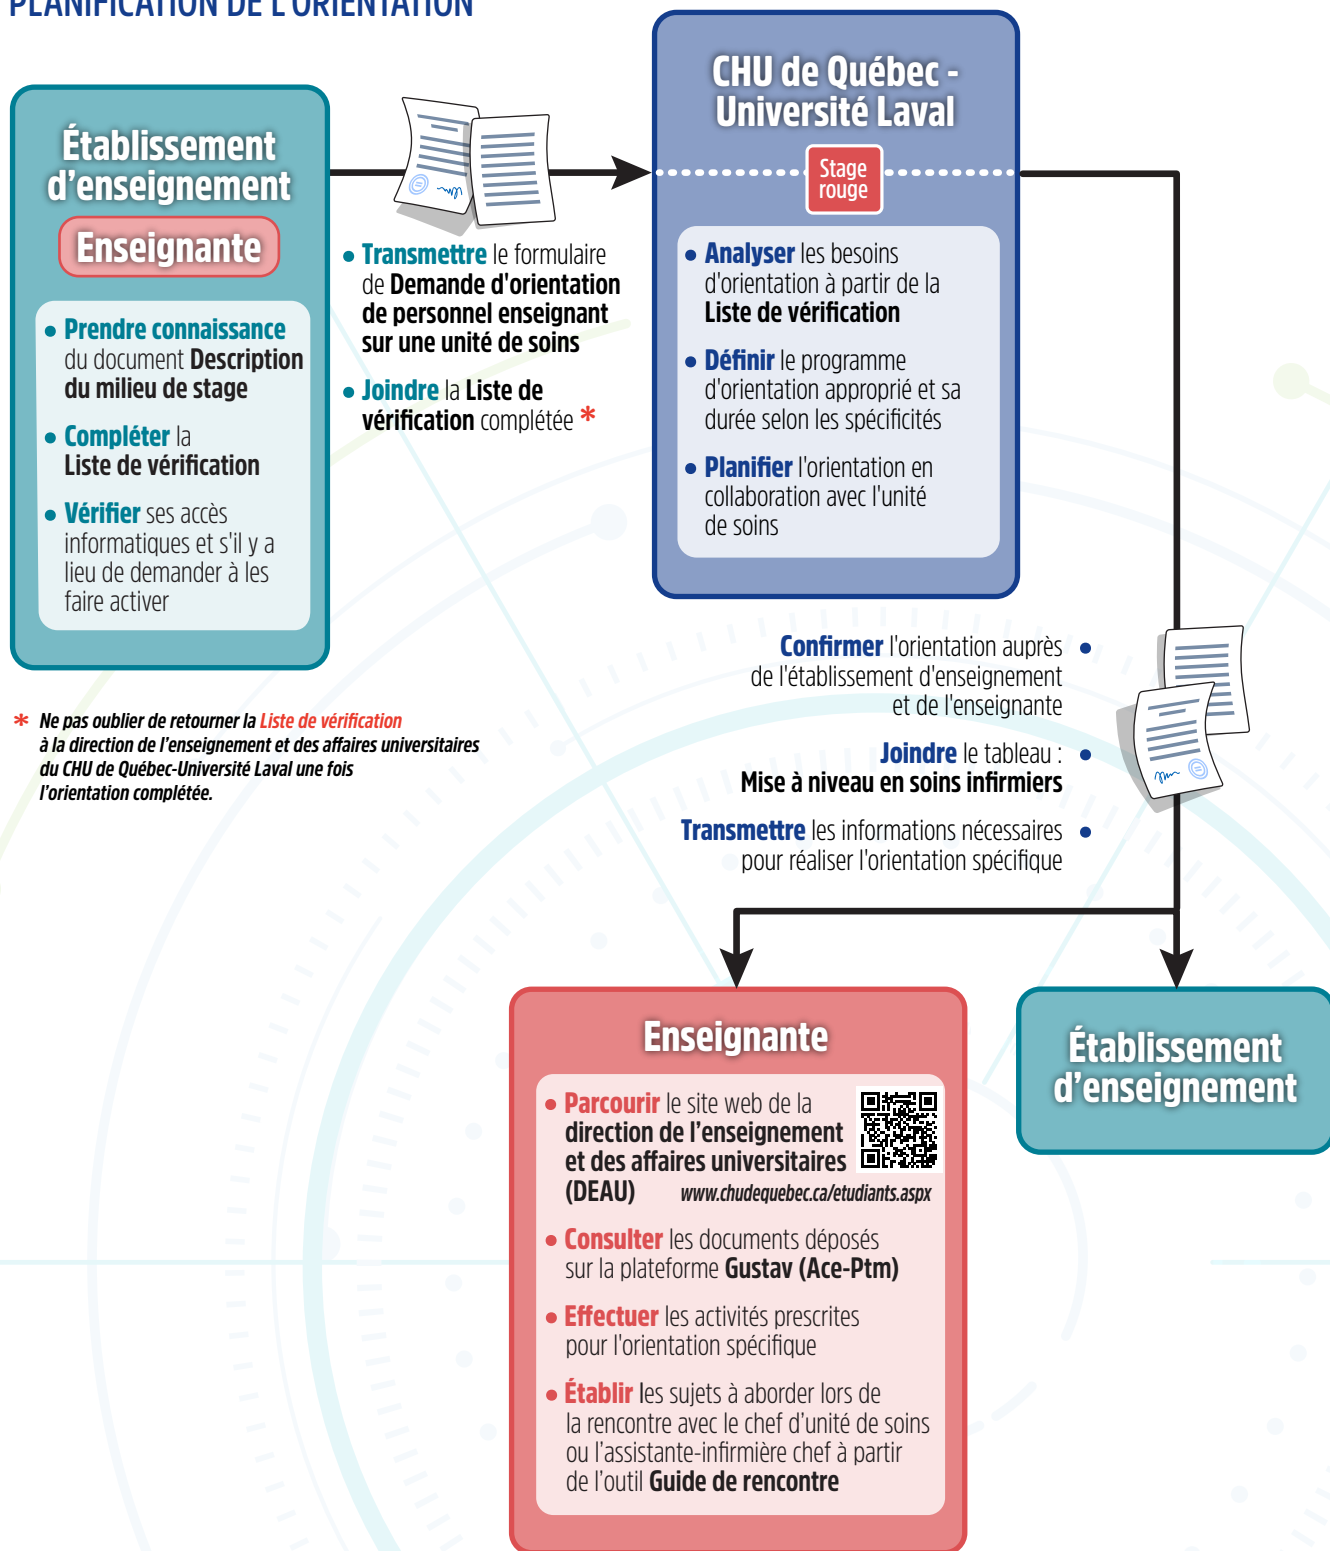 PLANIFICATION DE L'ORIENTATION
Établissement
d’enseignement
Enseignante
• Prendre connaissance
du document Description
du milieu de stage
• Compléter la
Liste de vérification
• Vérifier ses accès
informatiques et s'il y a
lieu de demander à les
faire activer
• Transmettre le formulaire
de Demande d'orientation
de personnel enseignant
sur une unité de soins
• Joindre la Liste de
vérification complétée *
CHU de Québec -
Université Laval
Stage
rouge
• Analyser les besoins
d'orientation à partir de la
Liste de vérification
• Définir le programme
d'orientation approprié et sa
durée selon les spécificités
• Planifier l'orientation en
collaboration avec l'unité
de soins
* Ne pas oublier de retourner la Liste de vérification
à la direction de l’enseignement et des affaires universitaires
du CHU de Québec-Université Laval une fois
l’orientation complétée.
Confirmer l'orientation auprès •
de l'établissement d'enseignement
et de l'enseignante
Joindre le tableau : •
Mise à niveau en soins infirmiers
Transmettre les informations nécessaires •
pour réaliser l'orientation spécifique
Enseignante
• Parcourir le site web de la
direction de l’enseignement
et des affaires universitaires
(DEAU) www.chudequebec.ca/etudiants.aspx
• Consulter les documents déposés
sur la plateforme Gustav (Ace-Ptm)
• Effectuer les activités prescrites
pour l'orientation spécifique
• Établir les sujets à aborder lors de
la rencontre avec le chef d’unité de soins
ou l’assistante-infirmière chef à partir
de l’outil Guide de rencontre
Établissement
d’enseignement